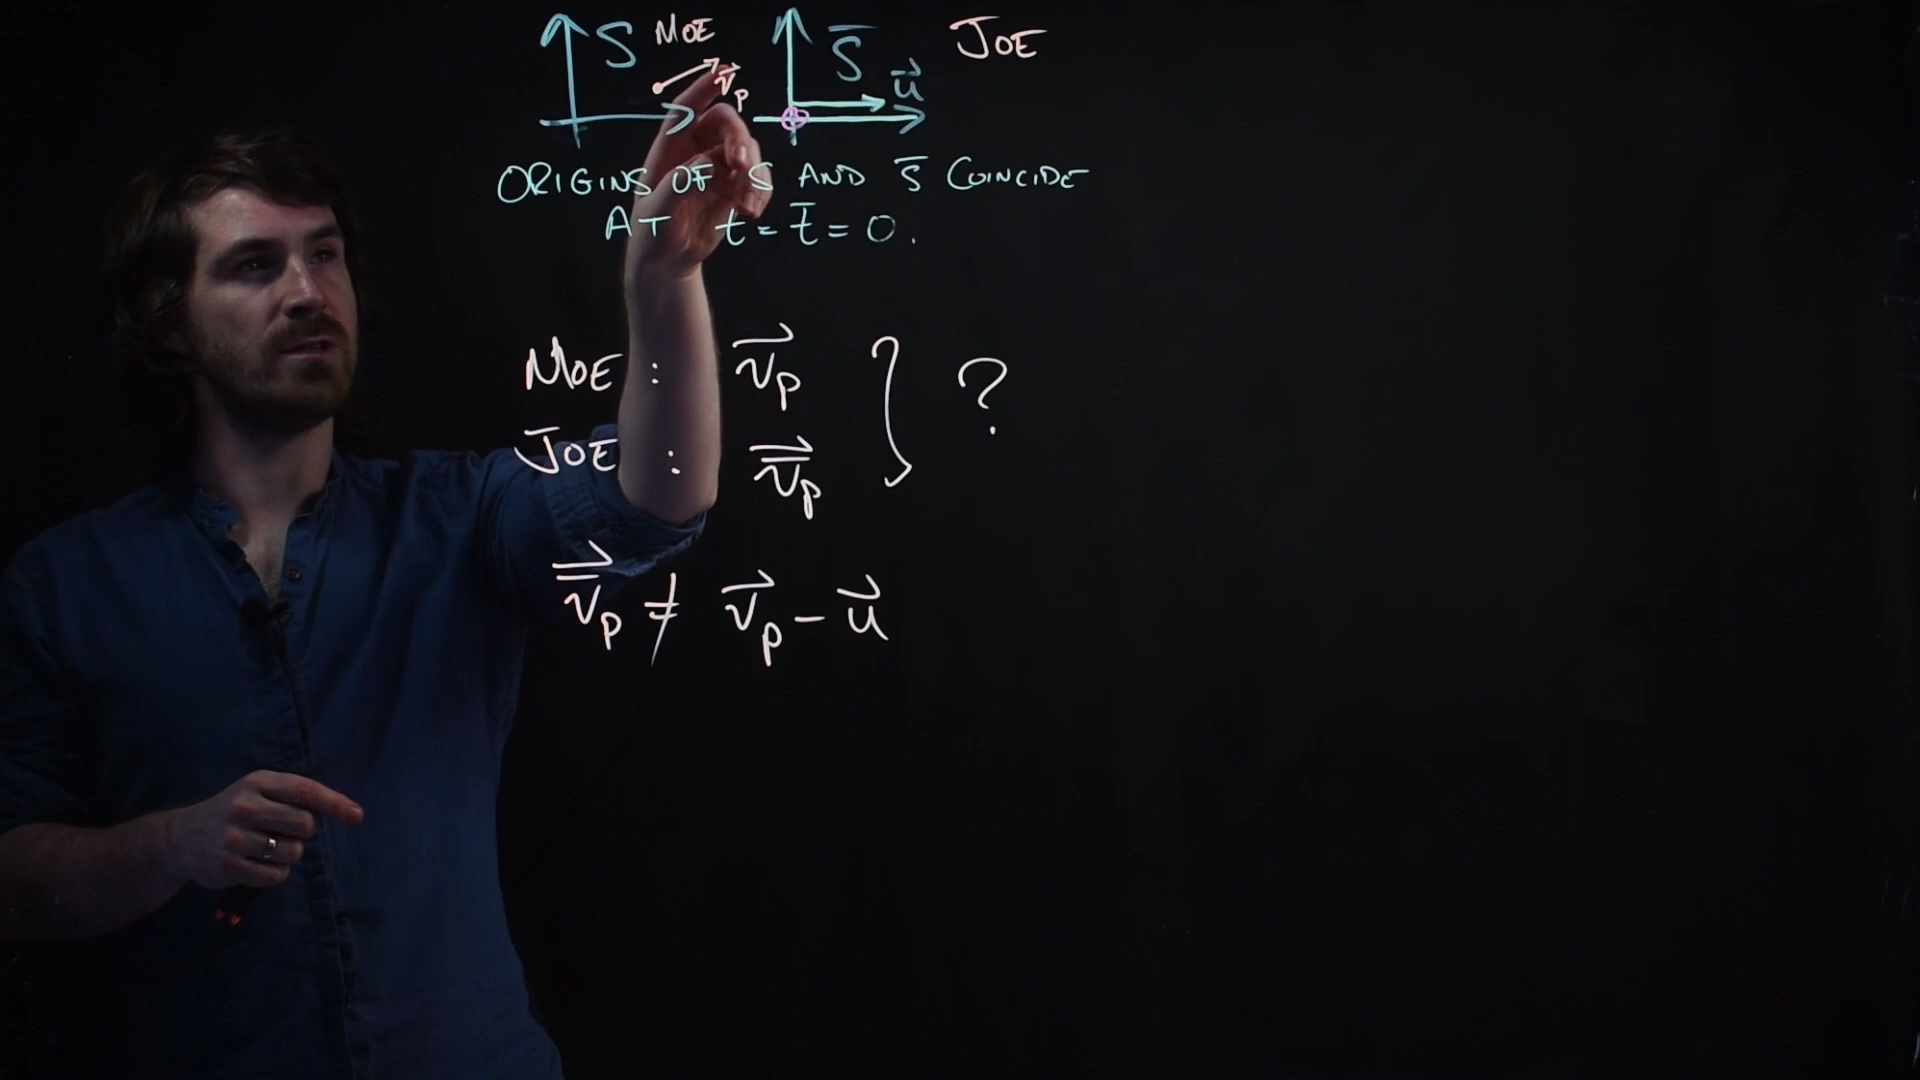 S MOE v⃗p S̄ u⃗ JOE
ORIGINS OF S AND S̄ COINCIDE
AT t = t̄ = 0.
MOE : v⃗p } ?
JOE : v̄⃗p
v̄⃗p ≠ v⃗p − u⃗